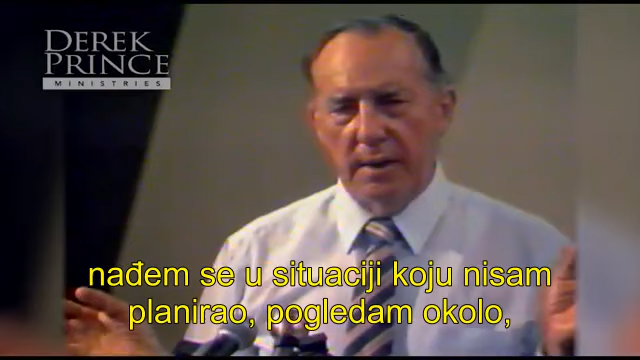 DEREK
PRINCE
MINISTRIES
nađem se u situaciji koju nisam
planirao, pogledam okolo,